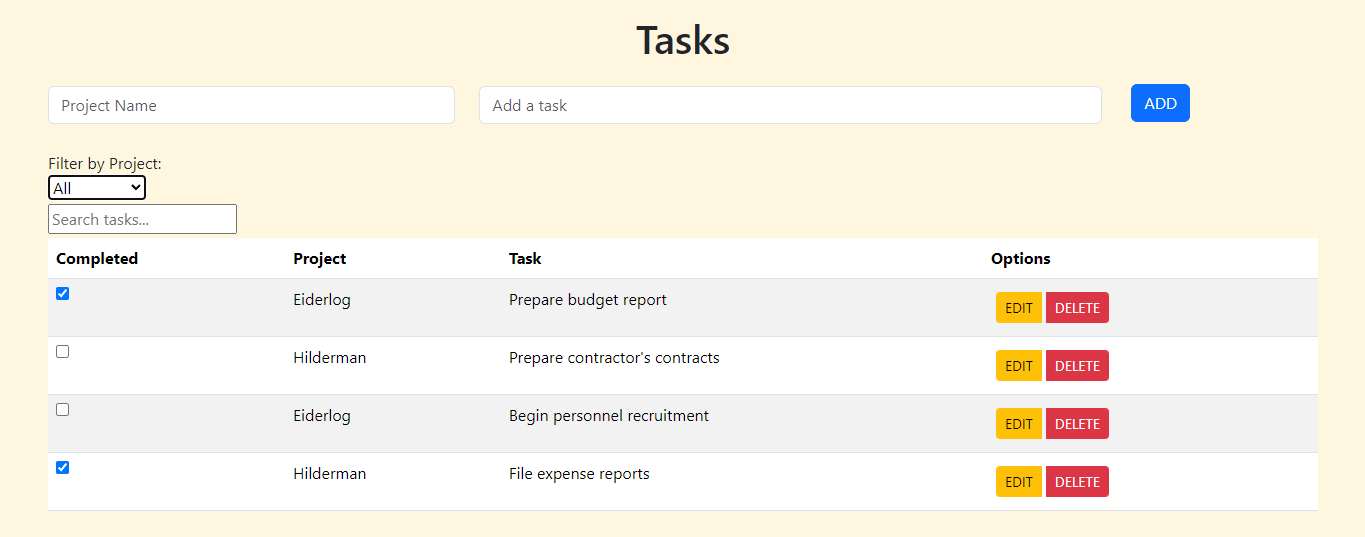 Tasks
Project Name Add a task ADD
Filter by Project:
All
Search tasks...
Completed Project Task Options
Eiderlog Prepare budget report EDIT DELETE
Hilderman Prepare contractor's contracts EDIT DELETE
Eiderlog Begin personnel recruitment EDIT DELETE
Hilderman File expense reports EDIT DELETE